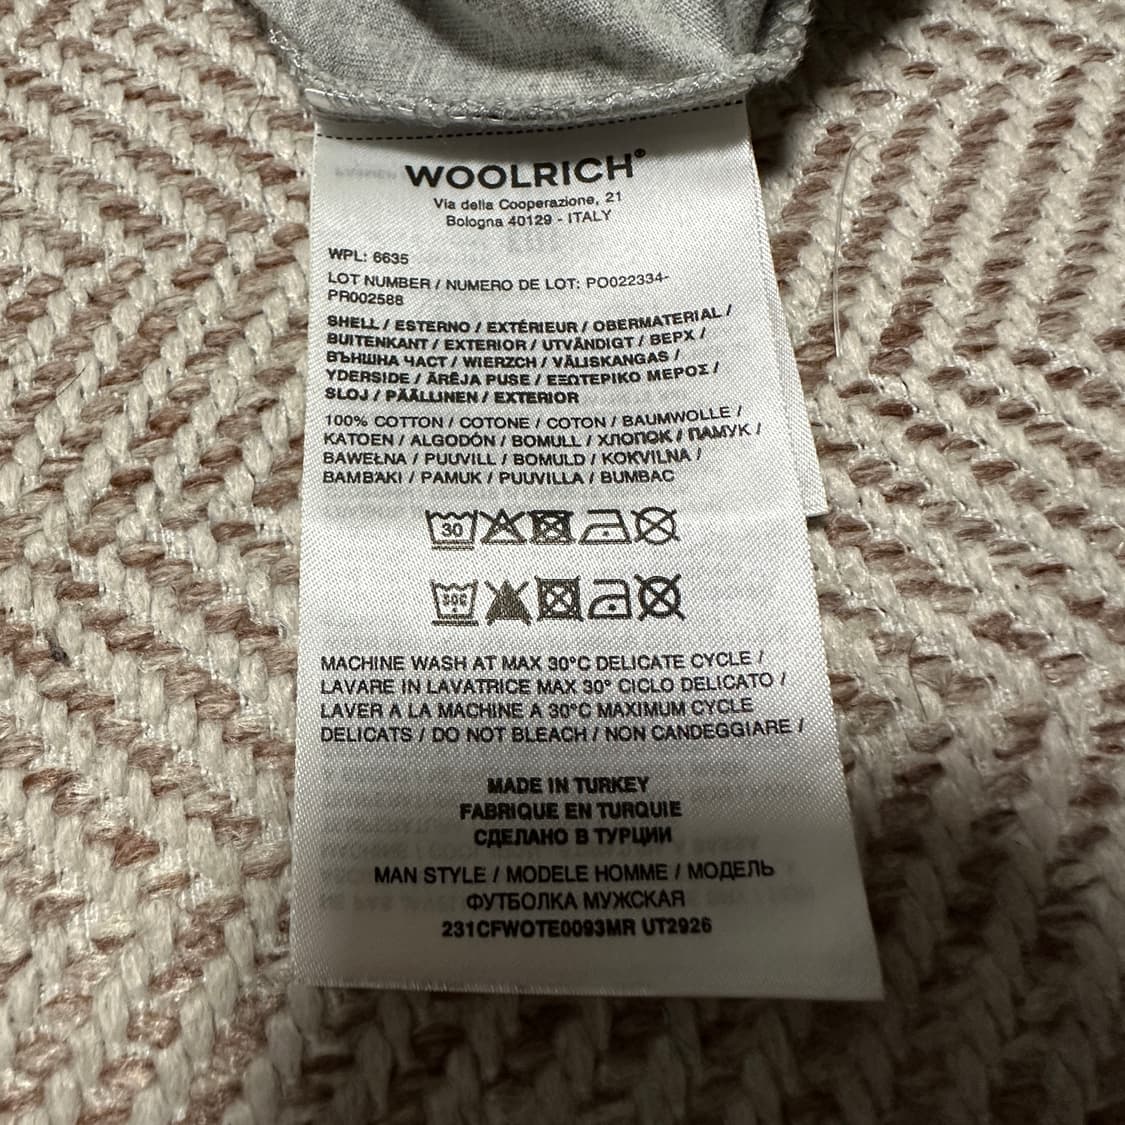 WOOLRICH®
Via della Cooperazione, 21
Bologna 40129 - ITALY
WPL: 6635
LOT NUMBER / NUMERO DE LOT: PO022334-
PR002588
SHELL / ESTERNO / EXTÉRIEUR / OBERMATERIAL /
BUITENKANT / EXTERIOR / UTVÄNDIGT / ВЕРХ /
ВЪНШНА ЧАСТ / WIERZCH / VÄLISKANGAS /
YDERSIDE / ĀRĒJA PUSE / ΕΞΩΤΕΡΙΚΟ ΜΕΡΟΣ /
SLOJ / PÄÄLLINEN / EXTERIOR
100% COTTON / COTONE / COTON / BAUMWOLLE /
KATOEN / ALGODÓN / BOMULL / ХЛОПОК / ПАМУК /
BAWEŁNA / PUUVILL / BOMULD / KOKVILNA /
ΒΑΜΒΆΚΙ / PAMUK / PUUVILLA / BUMBAC
30
30C
MACHINE WASH AT MAX 30°C DELICATE CYCLE /
LAVARE IN LAVATRICE MAX 30° CICLO DELICATO /
LAVER A LA MACHINE A 30°C MAXIMUM CYCLE
DELICATS / DO NOT BLEACH / NON CANDEGGIARE /
MADE IN TURKEY
FABRIQUE EN TURQUIE
СДЕЛАНО В ТУРЦИИ
MAN STYLE / MODELE HOMME / МОДЕЛЬ
ФУТБОЛКА МУЖСКАЯ
231CFWOTE0093MR UT2926